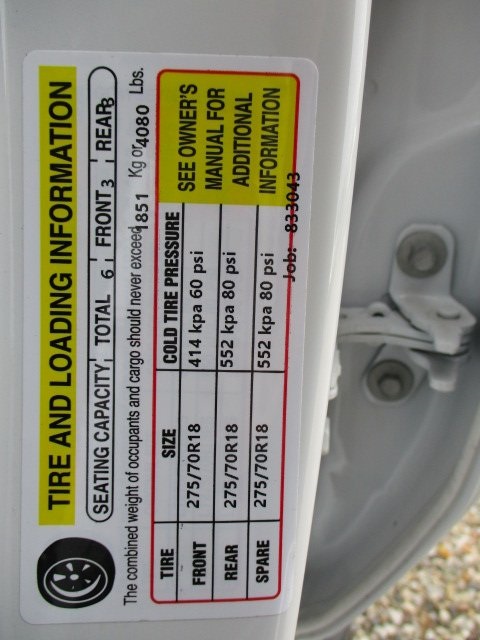 TIRE AND LOADING INFORMATION
SEATING CAPACITY TOTAL 6 FRONT 3 REAR 3
The combined weight of occupants and cargo should never exceed 1851 Kg or 4080 Lbs.
TIRE SIZE COLD TIRE PRESSURE
FRONT 275/70R18 414 kpa 60 psi
REAR 275/70R18 552 kpa 80 psi
SPARE 275/70R18 552 kpa 80 psi
SEE OWNER'S
MANUAL FOR
ADDITIONAL
INFORMATION
Job: 833043